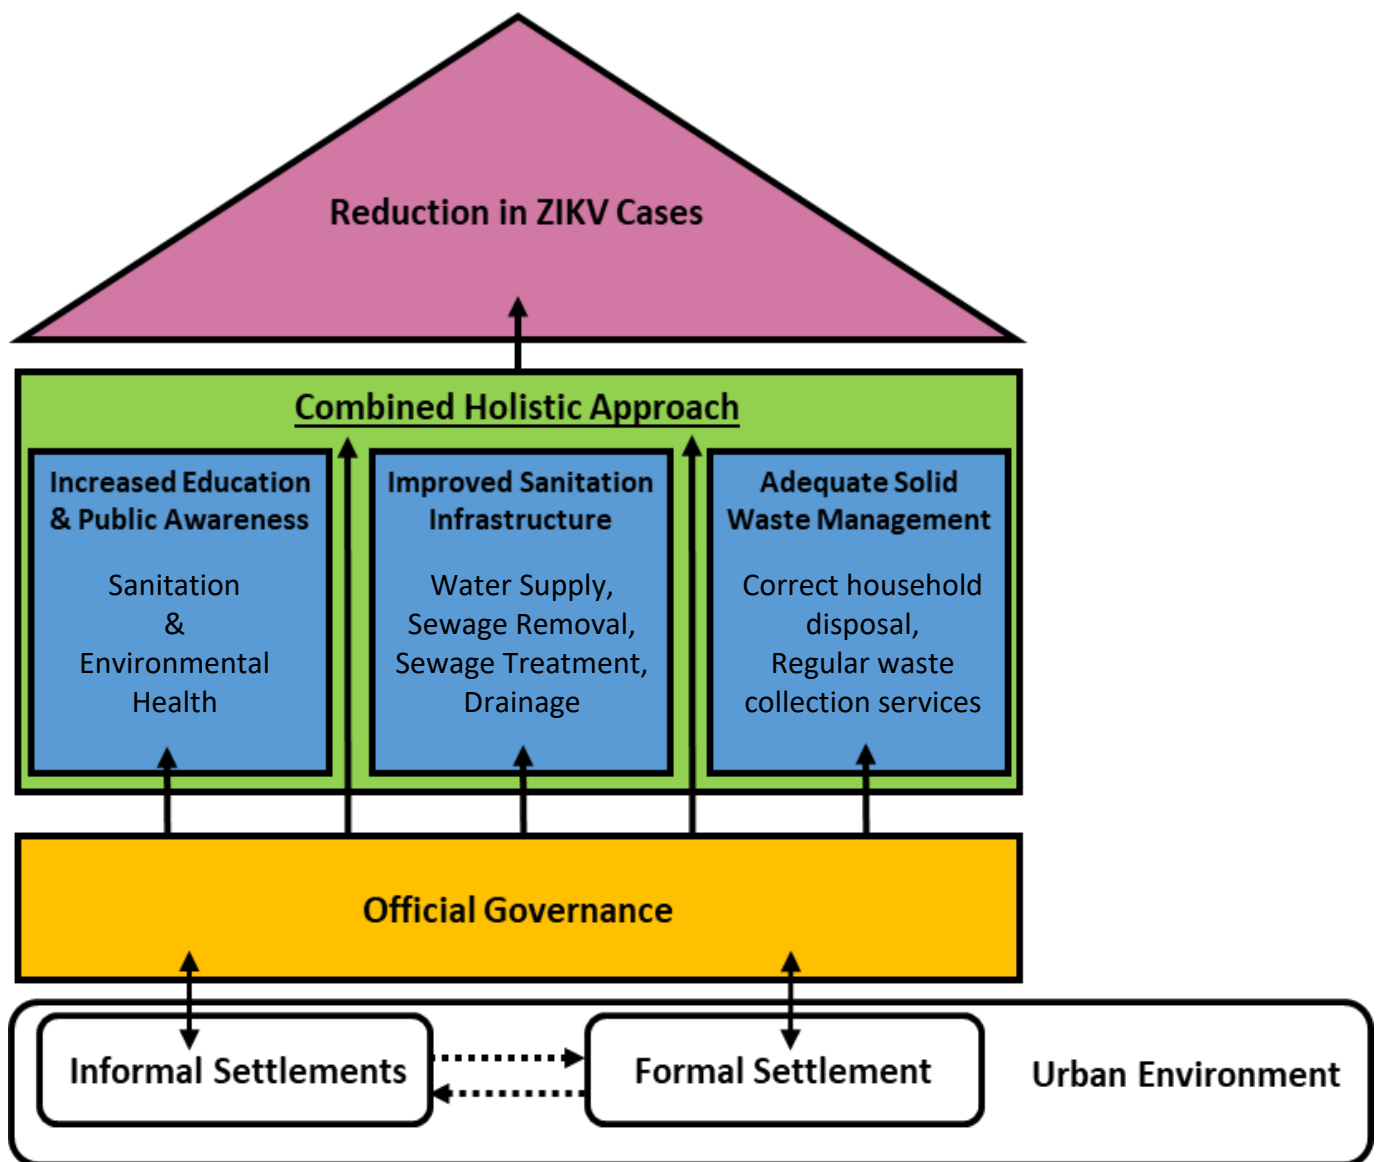 Reduction in ZIKV Cases
Combined Holistic Approach
Increased Education
& Public Awareness
Sanitation
&
Environmental
Health
Improved Sanitation
Infrastructure
Water Supply,
Sewage Removal,
Sewage Treatment,
Drainage
Adequate Solid
Waste Management
Correct household
disposal,
Regular waste
collection services
Official Governance
Informal Settlements
Formal Settlement
Urban Environment